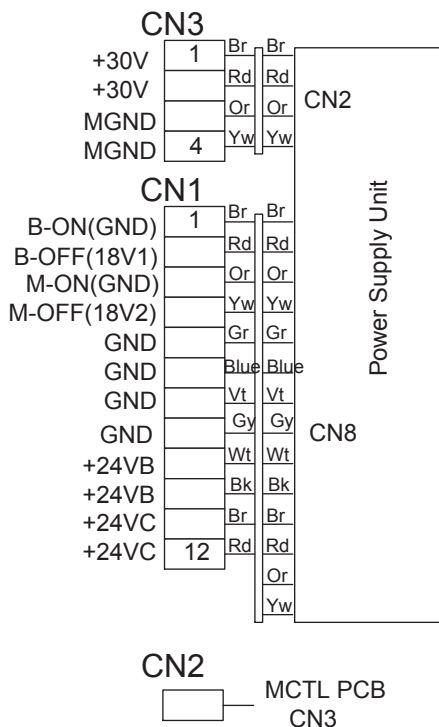 CN3
+30V 1 Br Br
+30V Rd Rd CN2
MGND Or Or
MGND 4 Yw Yw
CN1
B-ON(GND) 1 Br Br
B-OFF(18V1) Rd Rd
M-ON(GND) Or Or
M-OFF(18V2) Yw Yw
GND Gr Gr
GND Blue Blue
GND Vt Vt
GND Gy Gy CN8
+24VB Wt Wt
+24VB Bk Bk
+24VC Br Br
+24VC 12 Rd Rd
Or
Yw
Power Supply Unit
CN2
MCTL PCB
CN3